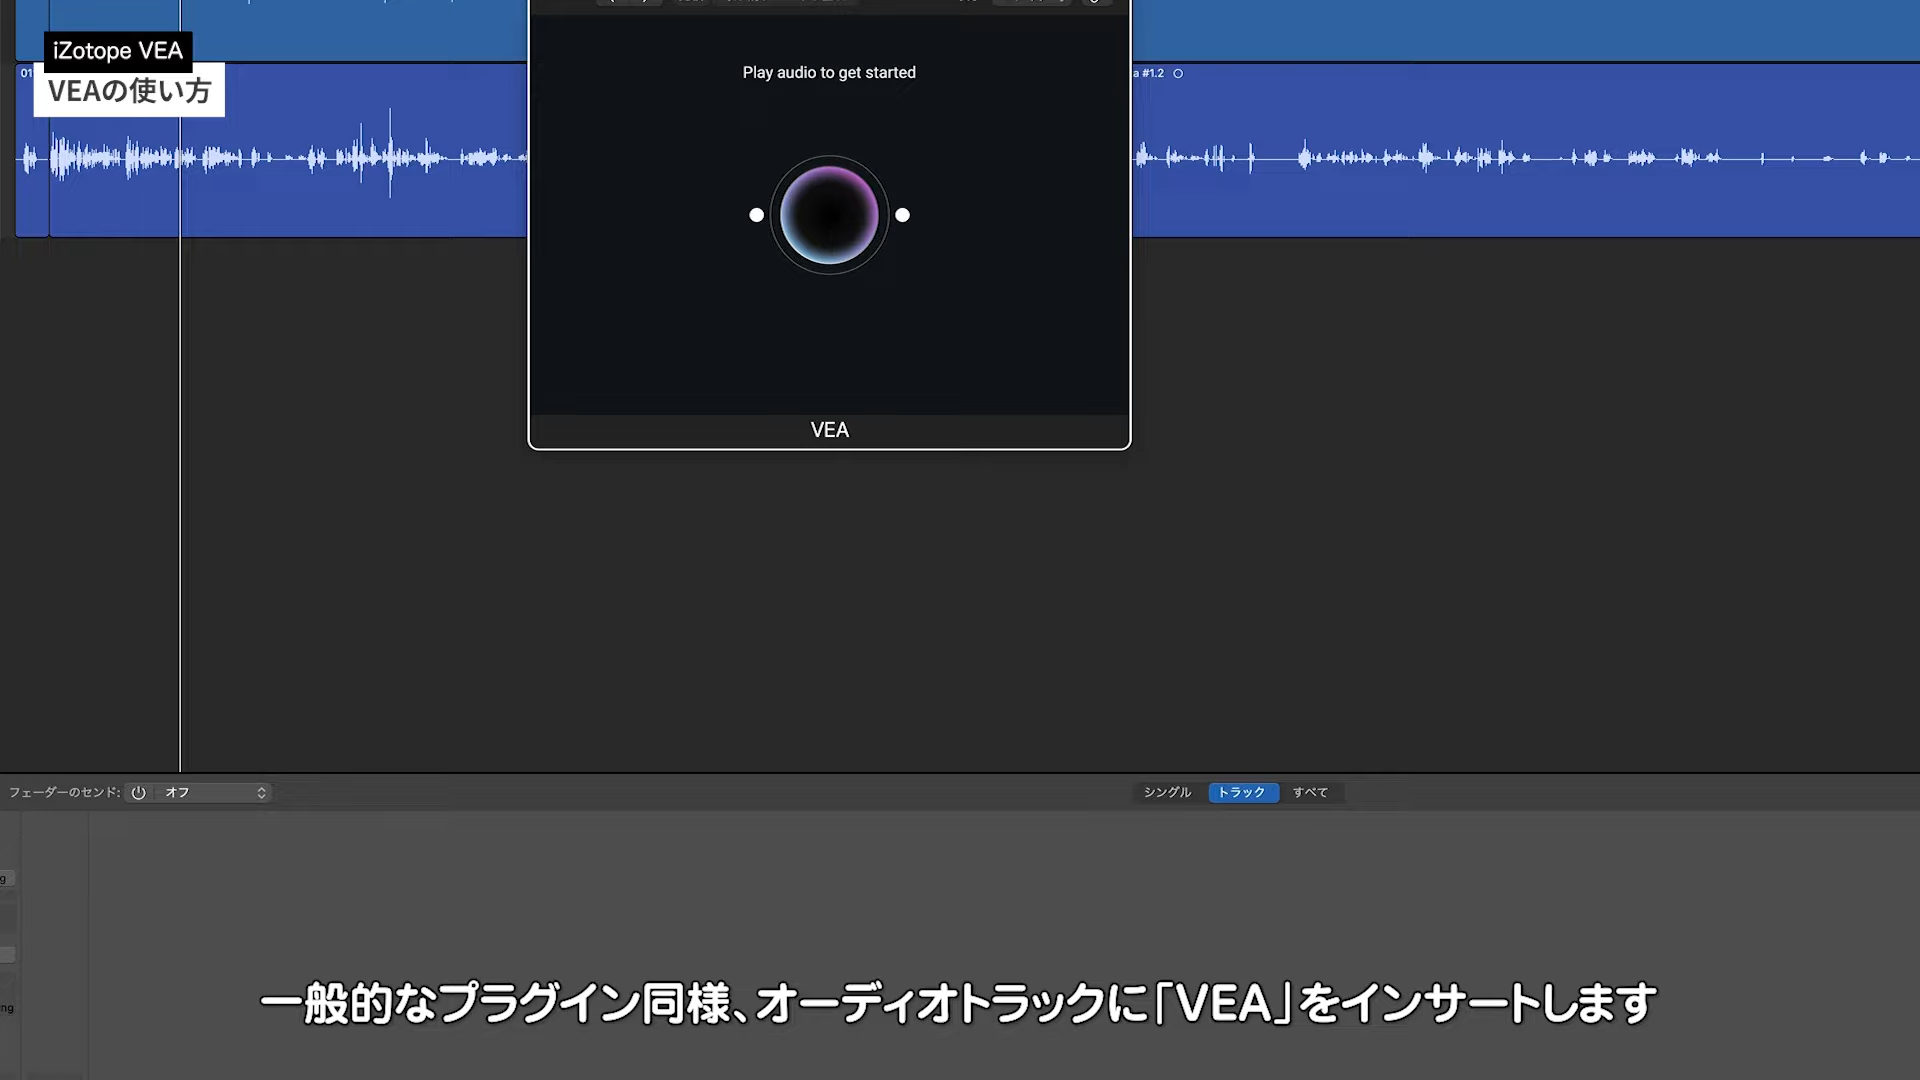 iZotope VEA
VEAの使い方
01
Play audio to get started
a #1.2
VEA
フェーダーのセンド:
オフ
シングル
トラック
すべて
g
ng
一般的なプラグイン同様、オーディオトラックに「VEA」をインサートします